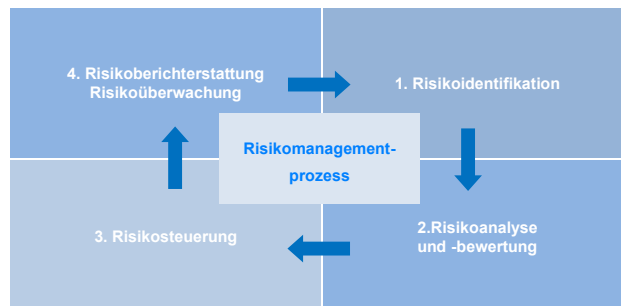 4. Risikoberichterstattung
Risikoüberwachung
1. Risikoidentifikation
Risikomanagement-
prozess
3. Risikosteuerung
2.Risikoanalyse
und -bewertung